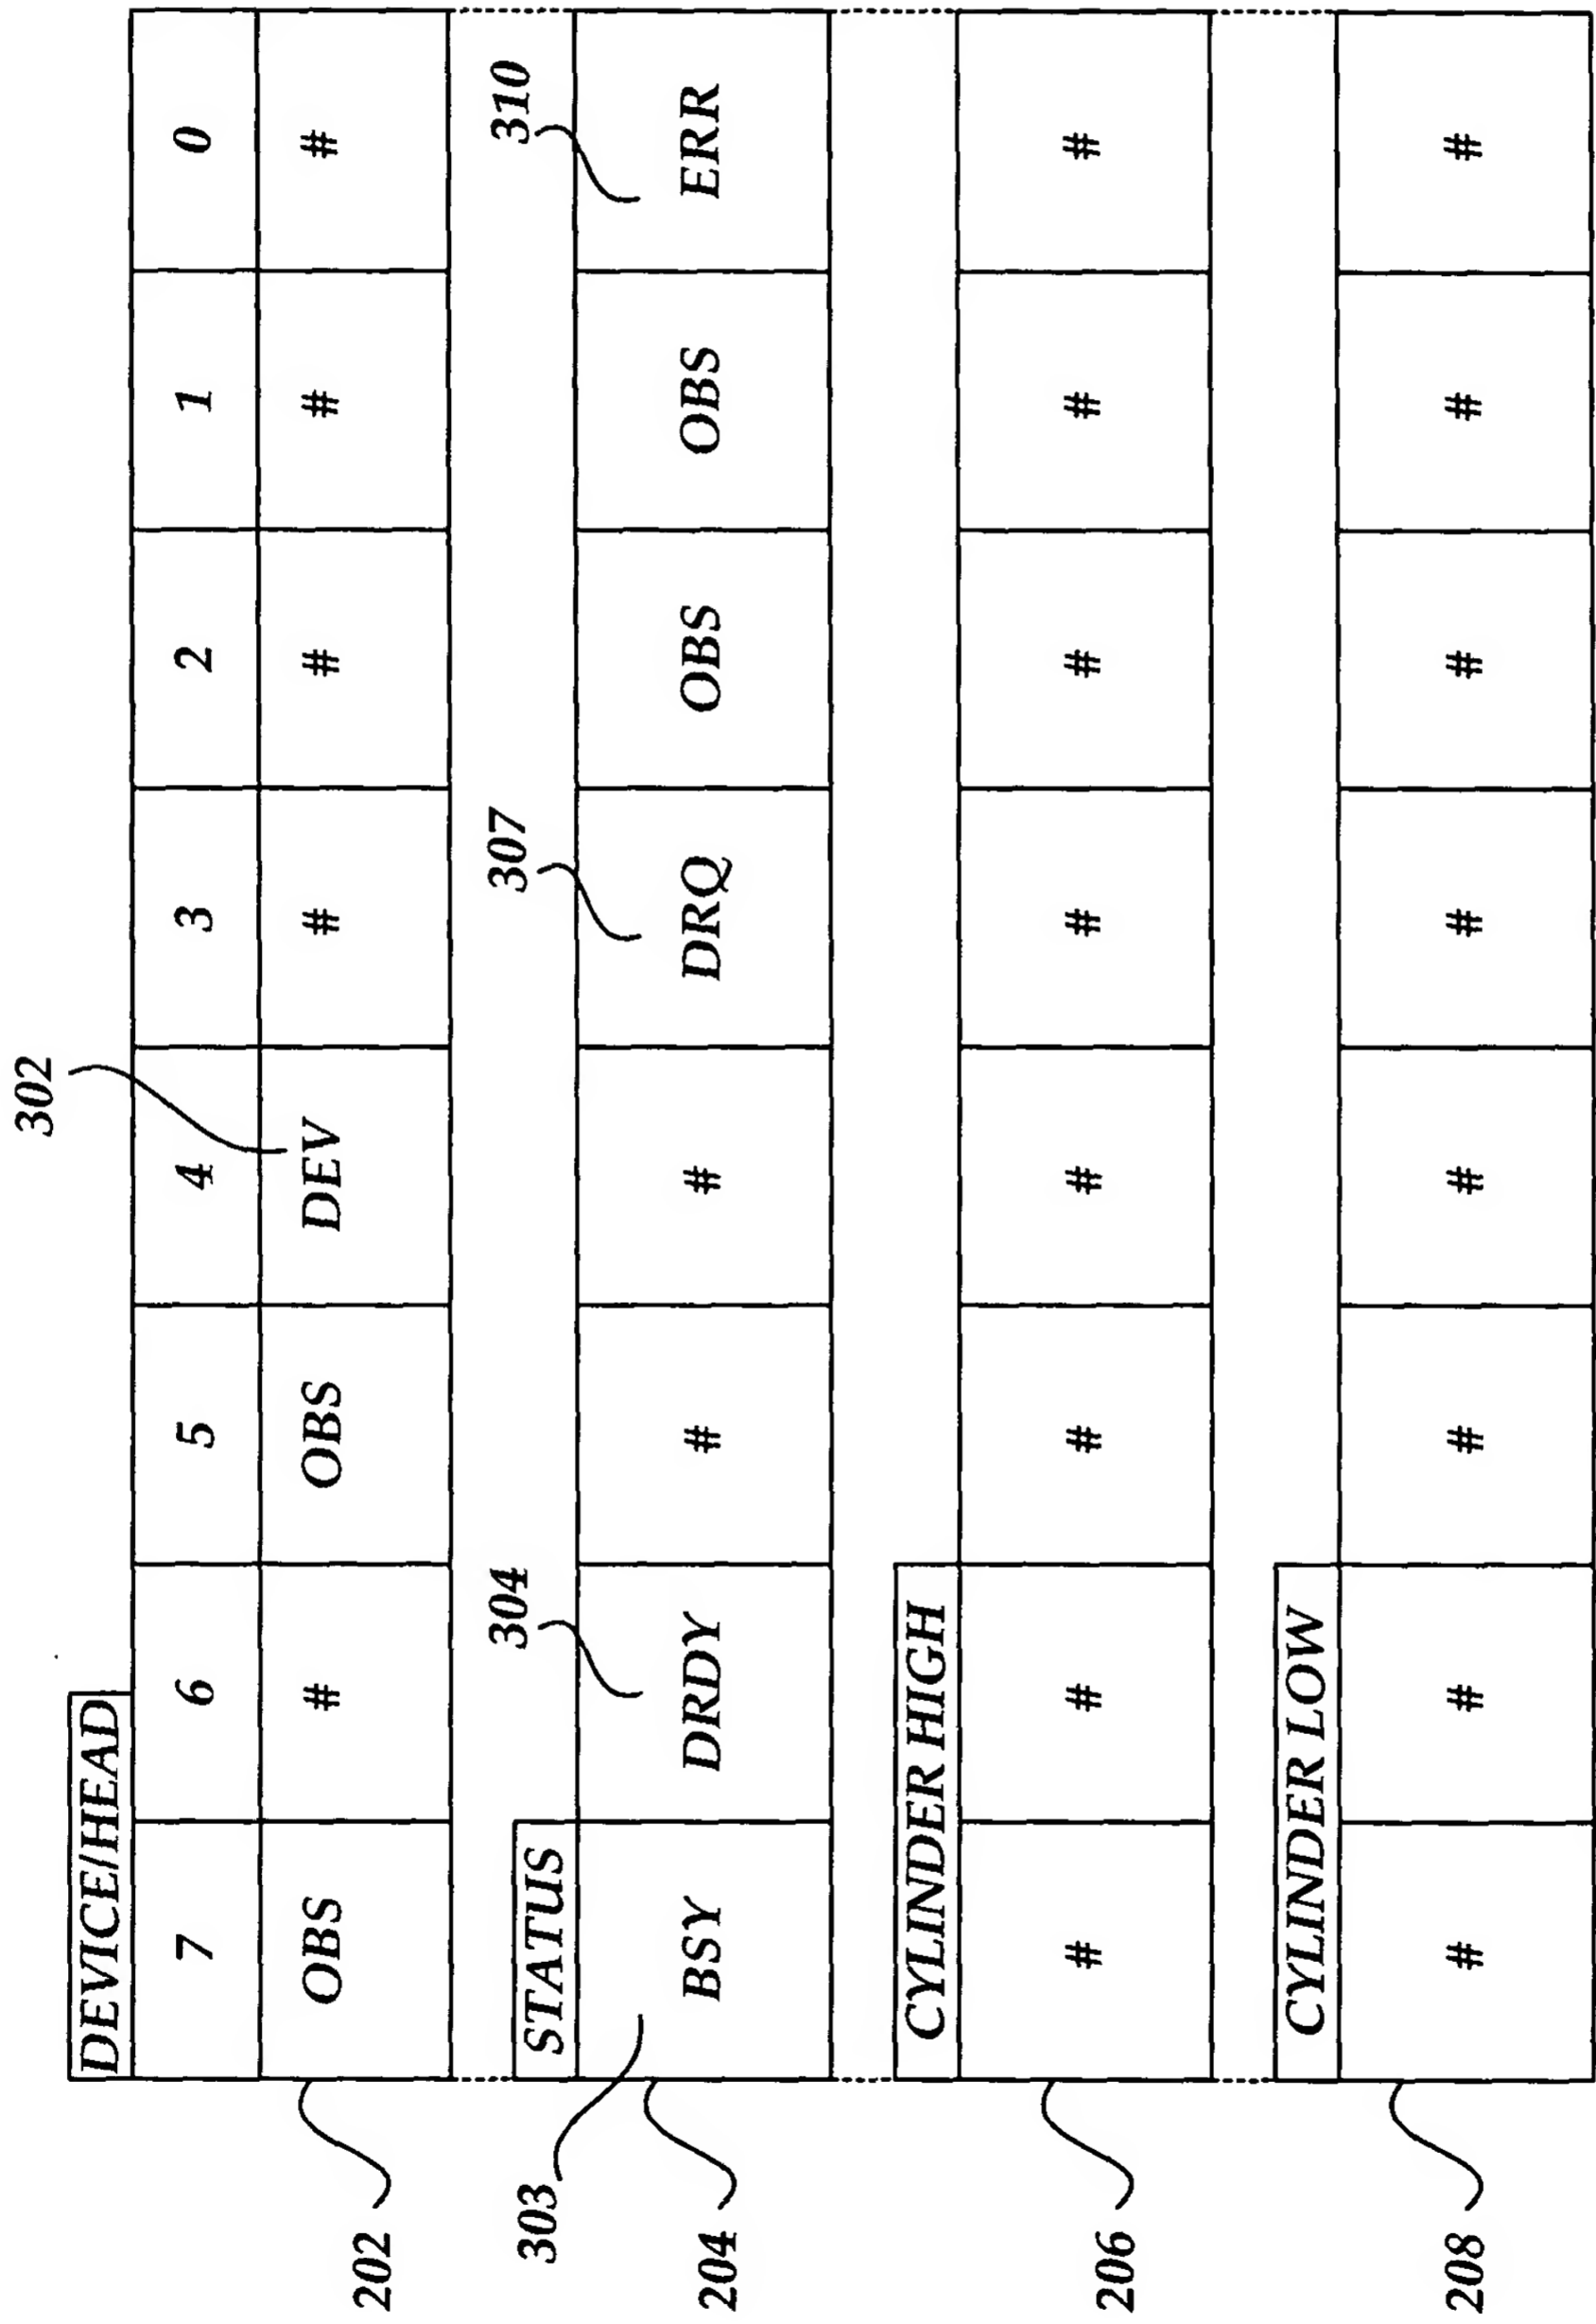 302
DEVICE/HEAD
7 6 5 4 3 2 1 0
OBS # OBS DEV # # # #
202
304 307 310
STATUS
BSY DRDY # # DRQ OBS OBS ERR
303
204
CYLINDER HIGH
# # # # # # # #
206
CYLINDER LOW
# # # # # # # #
208